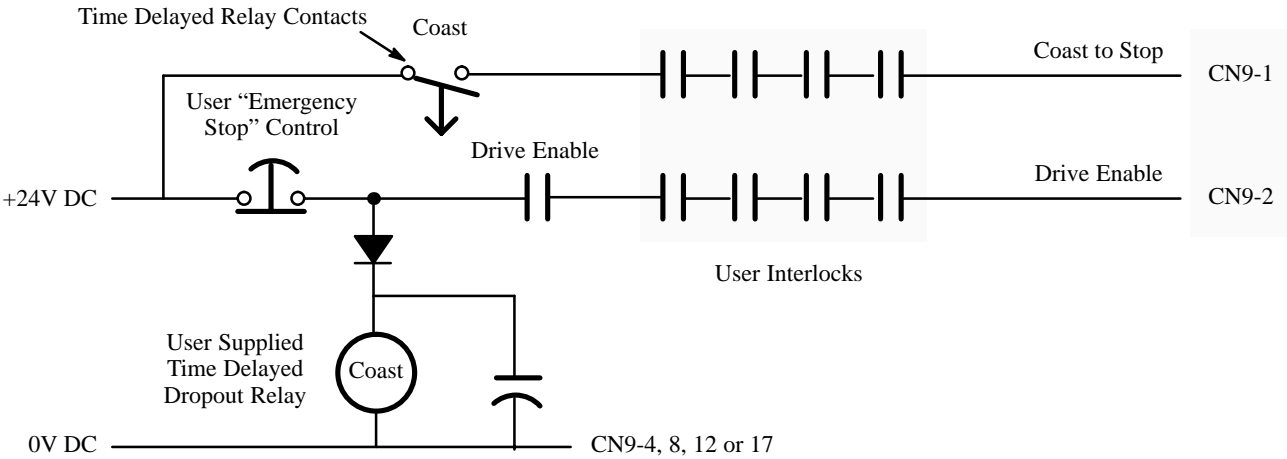 Time Delayed Relay Contacts
Coast
Coast to Stop
CN9-1
User “Emergency
Stop” Control
Drive Enable
Drive Enable
+24V DC
CN9-2
User Interlocks
User Supplied
Time Delayed
Dropout Relay
Coast
0V DC
CN9-4, 8, 12 or 17